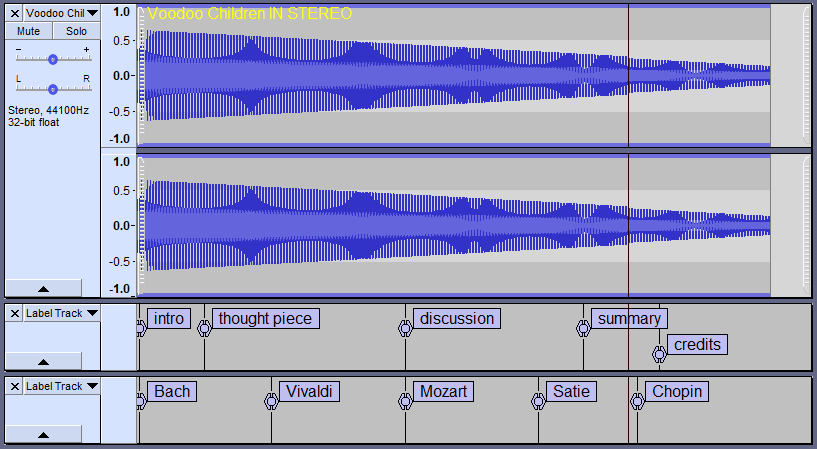 Voodoo Chil
Voodoo Children IN STEREO
Mute Solo
- +
L R
Stereo, 44100Hz
32-bit float
1.0
0.5
0.0-
-0.5
-1.0
1.0
0.5
0.0-
-0.5
-1.0
Label Track
intro thought piece discussion summary
credits
Label Track
Bach Vivaldi Mozart Satie Chopin